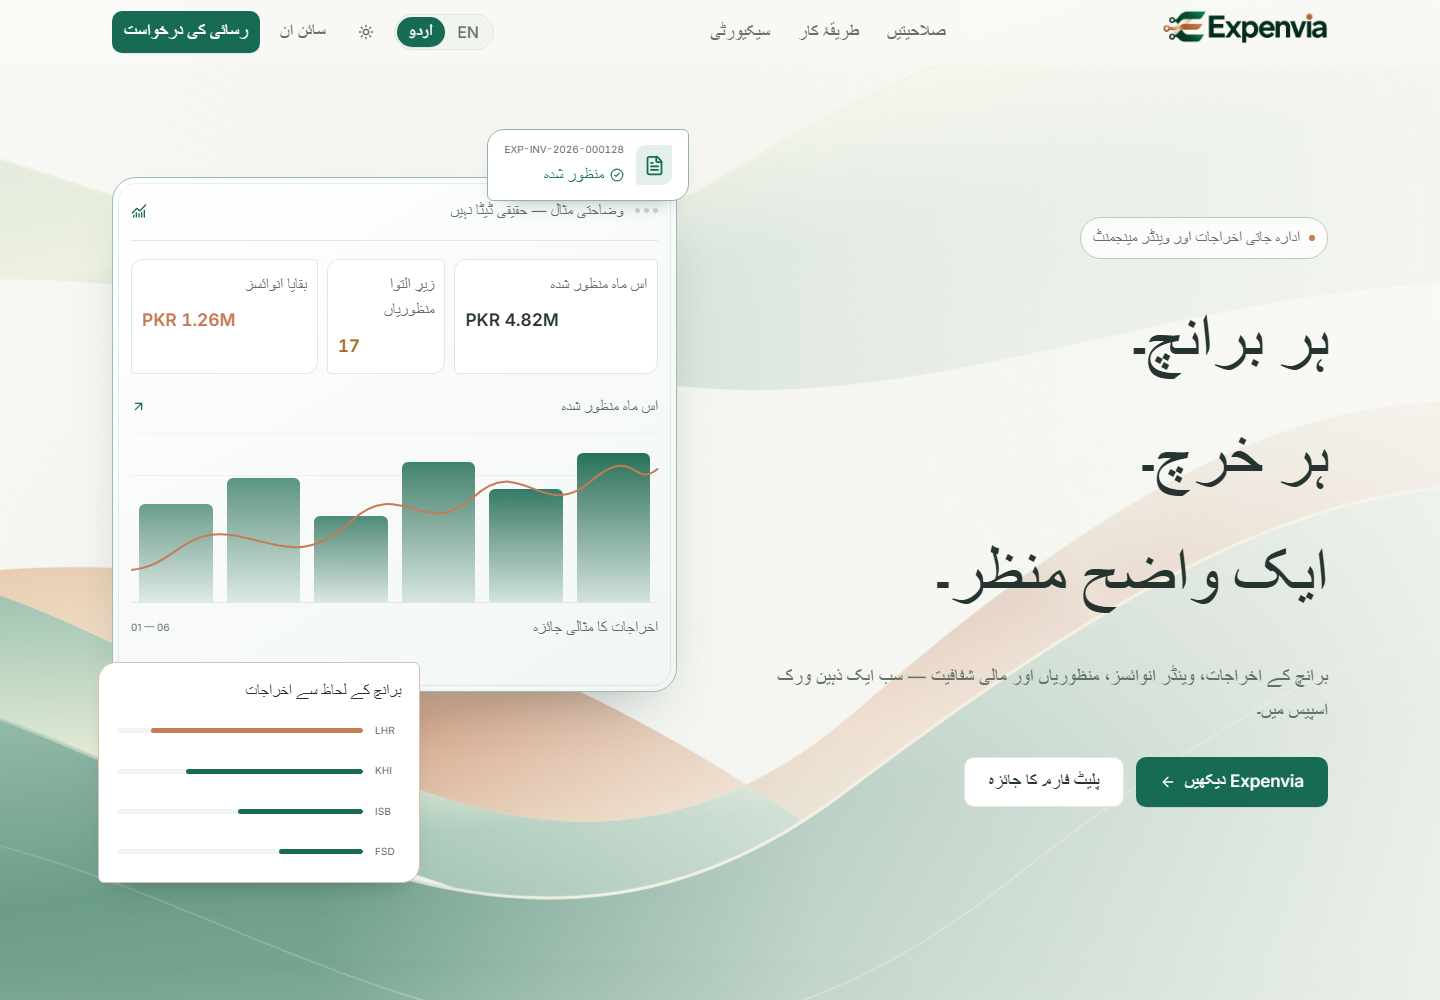 Expenvia
صلاحیتیں
طریقۂ کار
سیکیورٹی
EN
اردو
سائن ان
رسائی کی درخواست
ادارہ جاتی اخراجات اور وینڈر مینجمنٹ
ہر برانچ۔
ہر خرچ۔
ایک واضح منظر۔
برانچ کے اخراجات، وینڈر انوائسز، منظوریاں اور مالی شفافیت — سب ایک ذہین ورک
اسپیس میں۔
Expenvia دیکھیں
پلیٹ فارم کا جائزہ
EXP-INV-2026-000128
منظور شدہ
وضاحتی مثال — حقیقی ڈیٹا نہیں
اس ماہ منظور شدہ
PKR 4.82M
زیرِ التوا
منظوریاں
17
بقایا انوائسز
PKR 1.26M
اس ماہ منظور شدہ
اخراجات کا مثالی جائزہ
01 — 06
برانچ کے لحاظ سے اخراجات
LHR
KHI
ISB
FSD